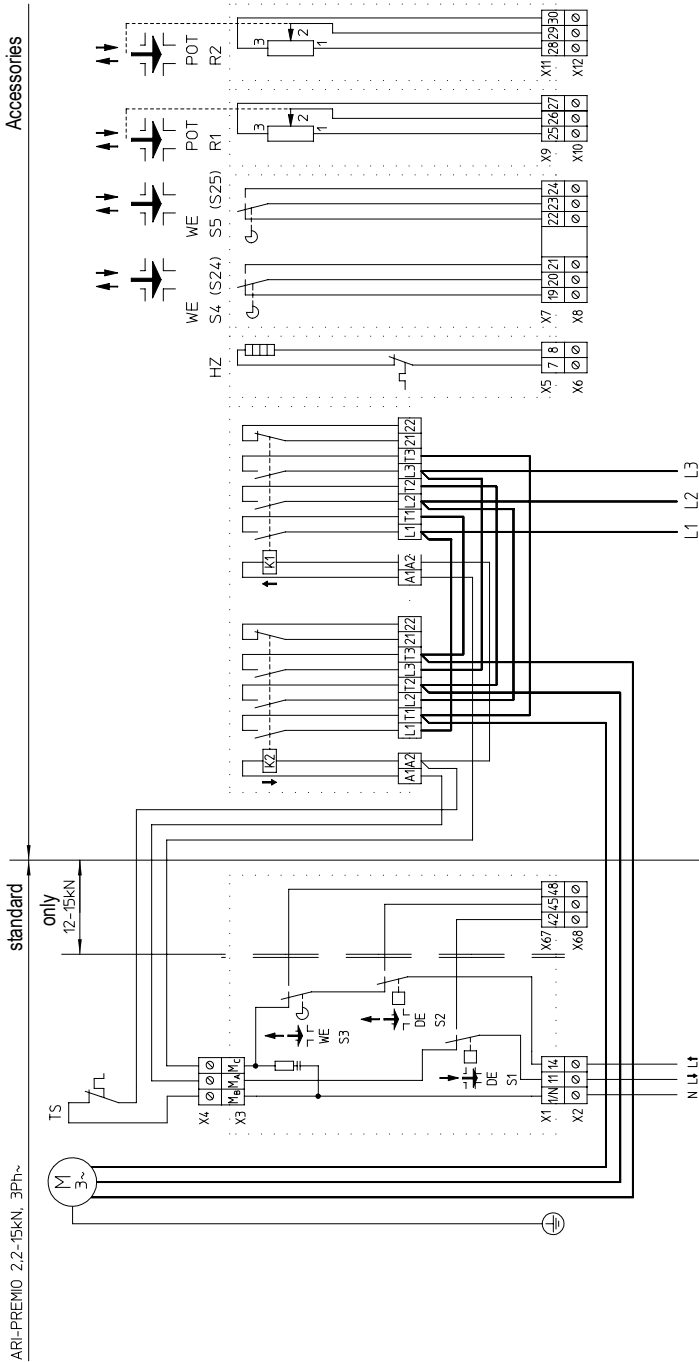 ARI-PREMIO 2,2-15kN, 3Ph~
standard
Accessories
only
12-15kN
TS
M
3~
X4
X3
MB MA MC
WE
S3
DE
S2
DE
S1
X1
1/N 11 14
X2
N L↓ L↑
X67
42 45 48
X68
K2
A1 A2
L1 T1 L2 T2 L3 T3 21 22
K1
A1 A2
L1 T1 L2 T2 L3 T3 21 22
L1 L2 L3
HZ
X5
7 8
X6
WE
S4 (S24)
X7
19 20 21
X8
WE
S5 (S25)
22 23 24
POT
R1
3
2
1
X9
25 26 27
X10
POT
R2
3
2
1
X11
28 29 30
X12